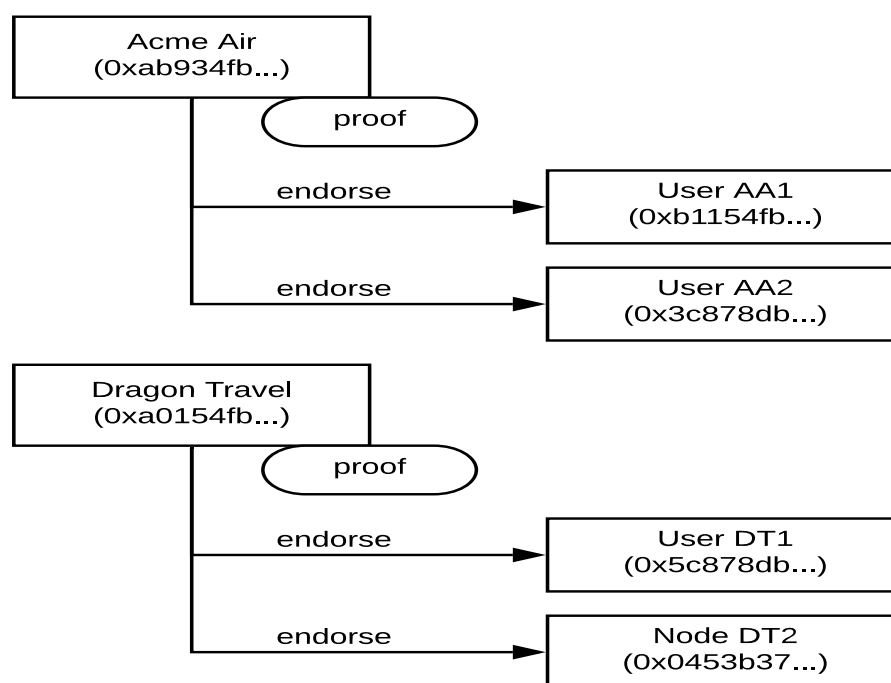 Acme Air
(0xab934fb...)
proof
endorse
User AA1
(0xb1154fb...)
endorse
User AA2
(0x3c878db...)
Dragon Travel
(0xa0154fb...)
proof
endorse
User DT1
(0x5c878db...)
endorse
Node DT2
(0x0453b37...)